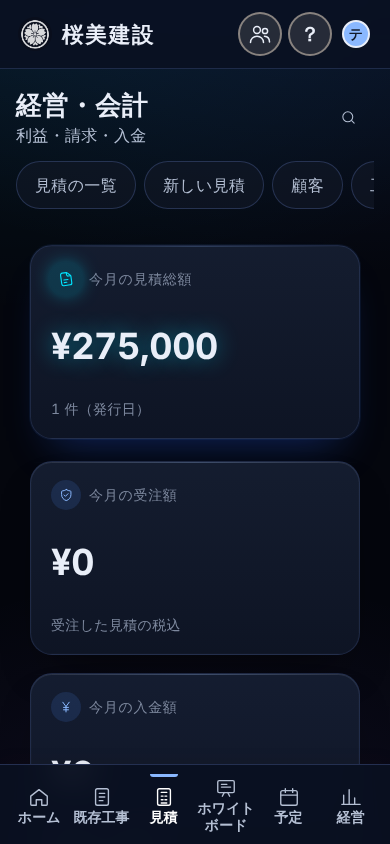 桜美建設
?
テ
経営・会計
利益・請求・入金
見積の一覧
新しい見積
顧客
今月の見積総額
¥275,000
1 件（発行日）
今月の受注額
¥0
受注した見積の税込
¥
今月の入金額
ホーム
既存工事
見積
ホワイト
ボード
予定
経営